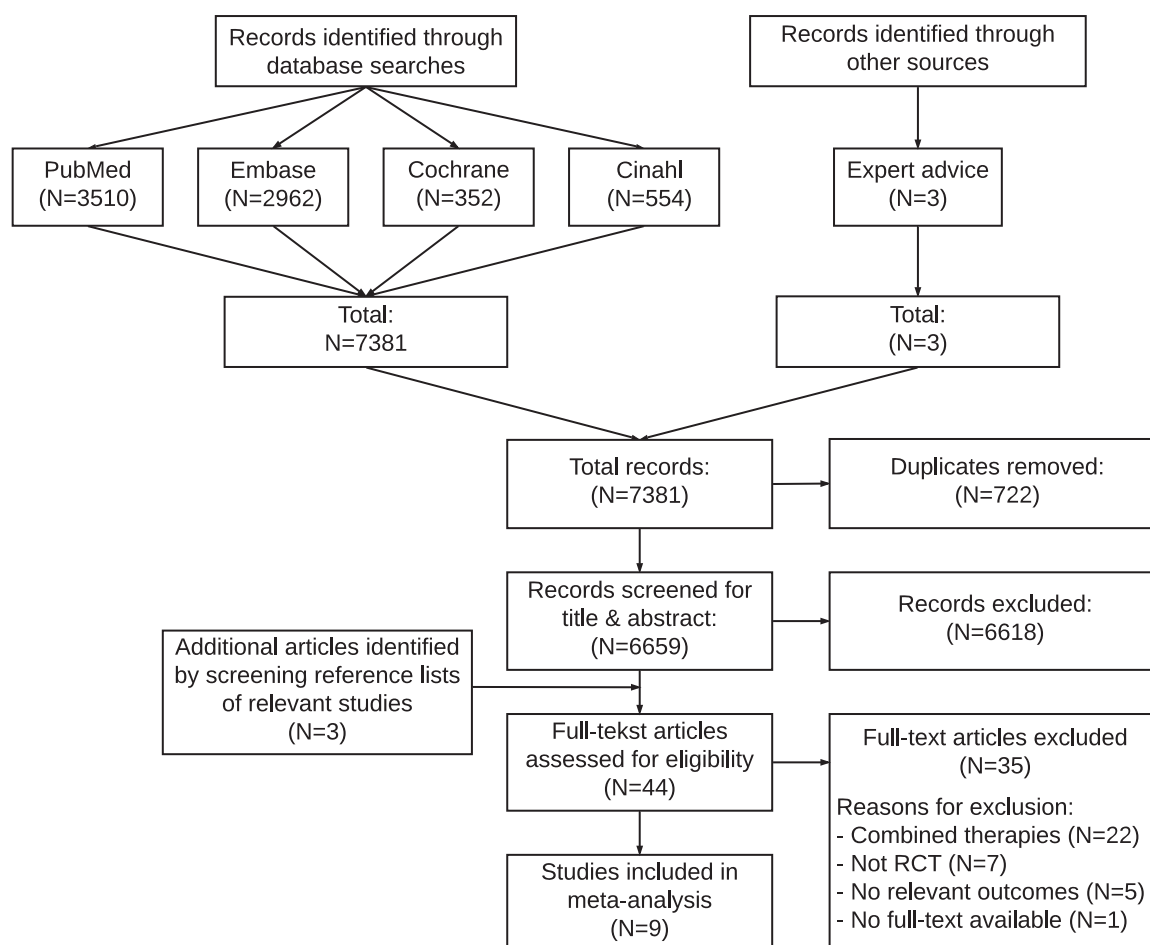 Records identified through
database searches
Records identified through
other sources
PubMed
(N=3510)
Embase
(N=2962)
Cochrane
(N=352)
Cinahl
(N=554)
Expert advice
(N=3)
Total:
N=7381
Total:
(N=3)
Total records:
(N=7381)
Duplicates removed:
(N=722)
Records screened for
title & abstract:
(N=6659)
Records excluded:
(N=6618)
Additional articles identified
by screening reference lists
of relevant studies
(N=3)
Full-tekst articles
assessed for eligibility
(N=44)
Full-text articles excluded
(N=35)
Reasons for exclusion:
- Combined therapies (N=22)
- Not RCT (N=7)
- No relevant outcomes (N=5)
- No full-text available (N=1)
Studies included in
meta-analysis
(N=9)